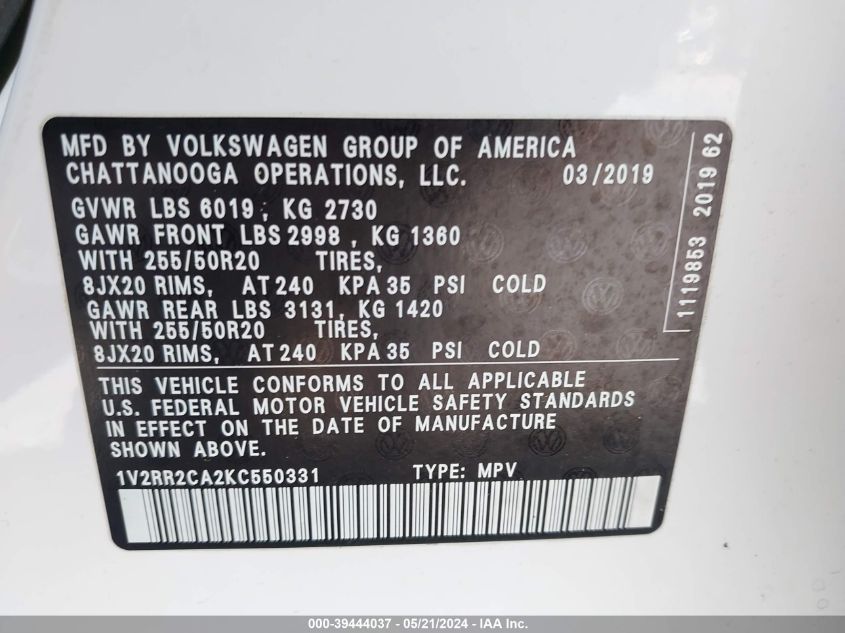 MFD BY VOLKSWAGEN GROUP OF AMERICA
CHATTANOOGA OPERATIONS, LLC. 03/2019
GVWR LBS 6019, KG 2730
GAWR FRONT LBS 2998, KG 1360
WITH 255/50R20 TIRES,
8JX20 RIMS, AT 240 KPA 35 PSI COLD
GAWR REAR LBS 3131, KG 1420
WITH 255/50R20 TIRES,
8JX20 RIMS, AT 240 KPA 35 PSI COLD
THIS VEHICLE CONFORMS TO ALL APPLICABLE
U.S. FEDERAL MOTOR VEHICLE SAFETY STANDARDS
IN EFFECT ON THE DATE OF MANUFACTURE
SHOWN ABOVE.
1V2RR2CA2KC550331 TYPE: MPV
1119853 2019 62
000-39444037 - 05/21/2024 - IAA, Inc.